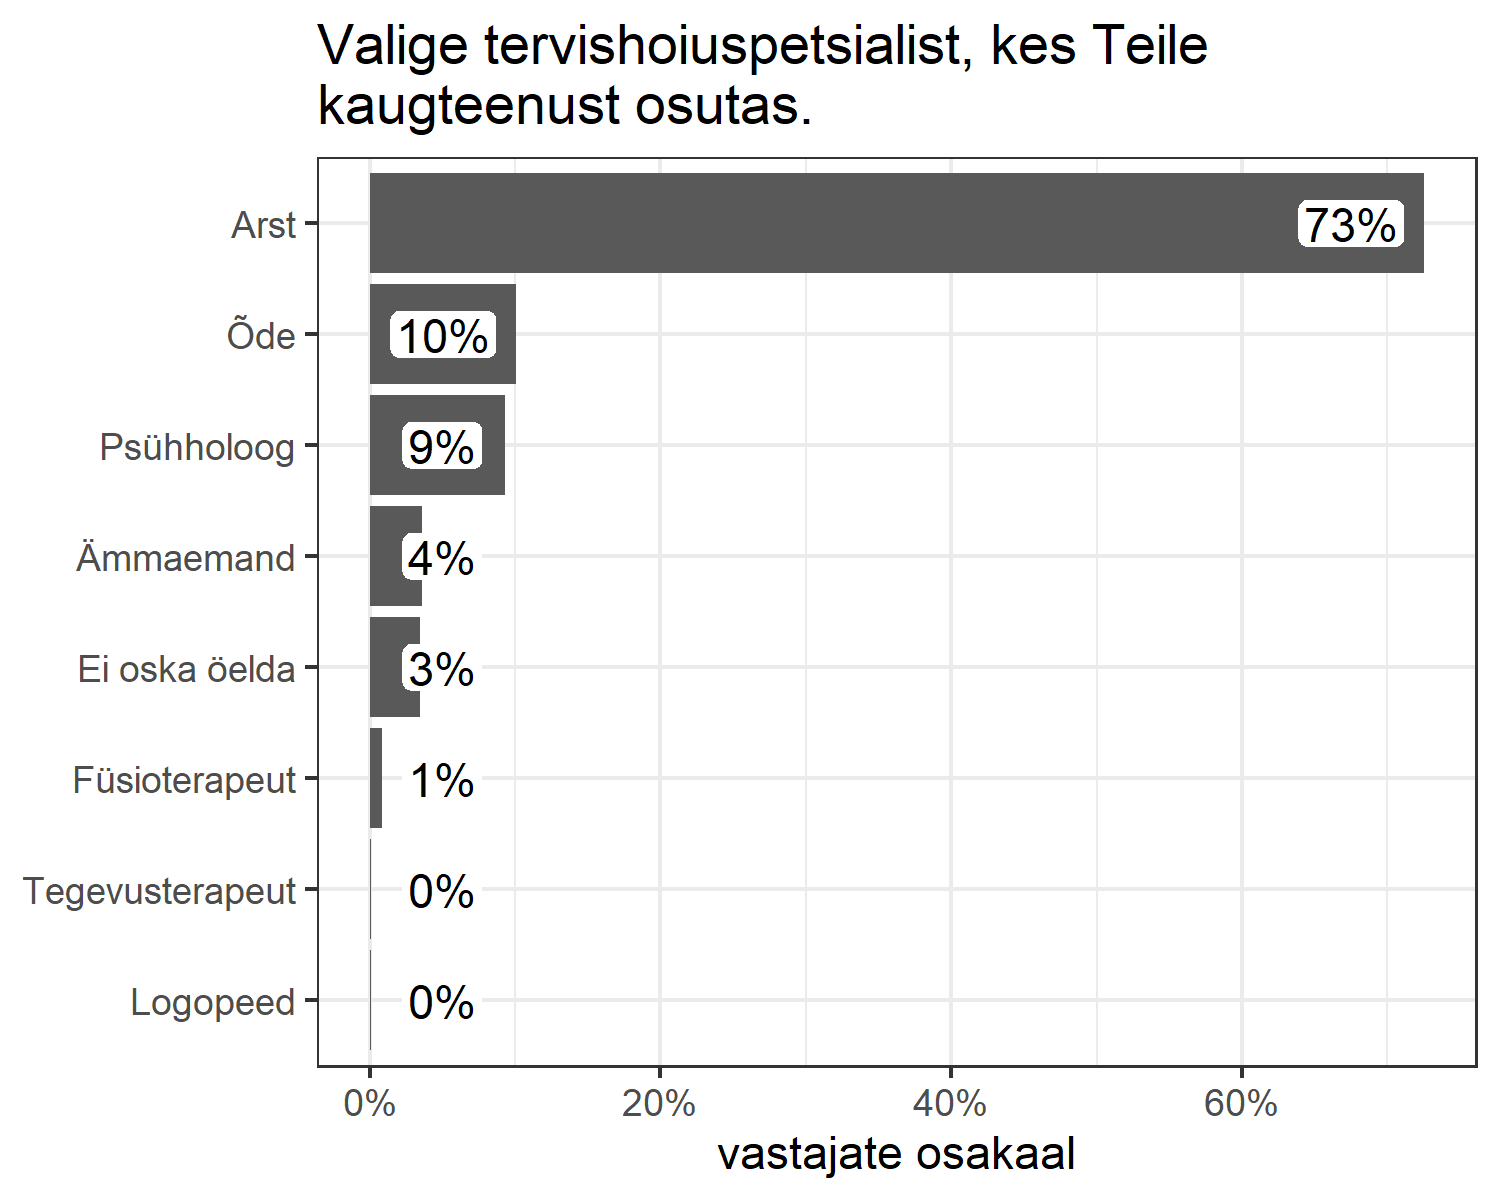 Valige tervishoiuspetsialist, kes Teile
kaugteenust osutas.
Arst 73%
Õde 10%
Psühholoog 9%
Ämmaemand 4%
Ei oska öelda 3%
Füsioterapeut 1%
Tegevusterapeut 0%
Logopeed 0%
0% 20% 40% 60%
vastajate osakaal